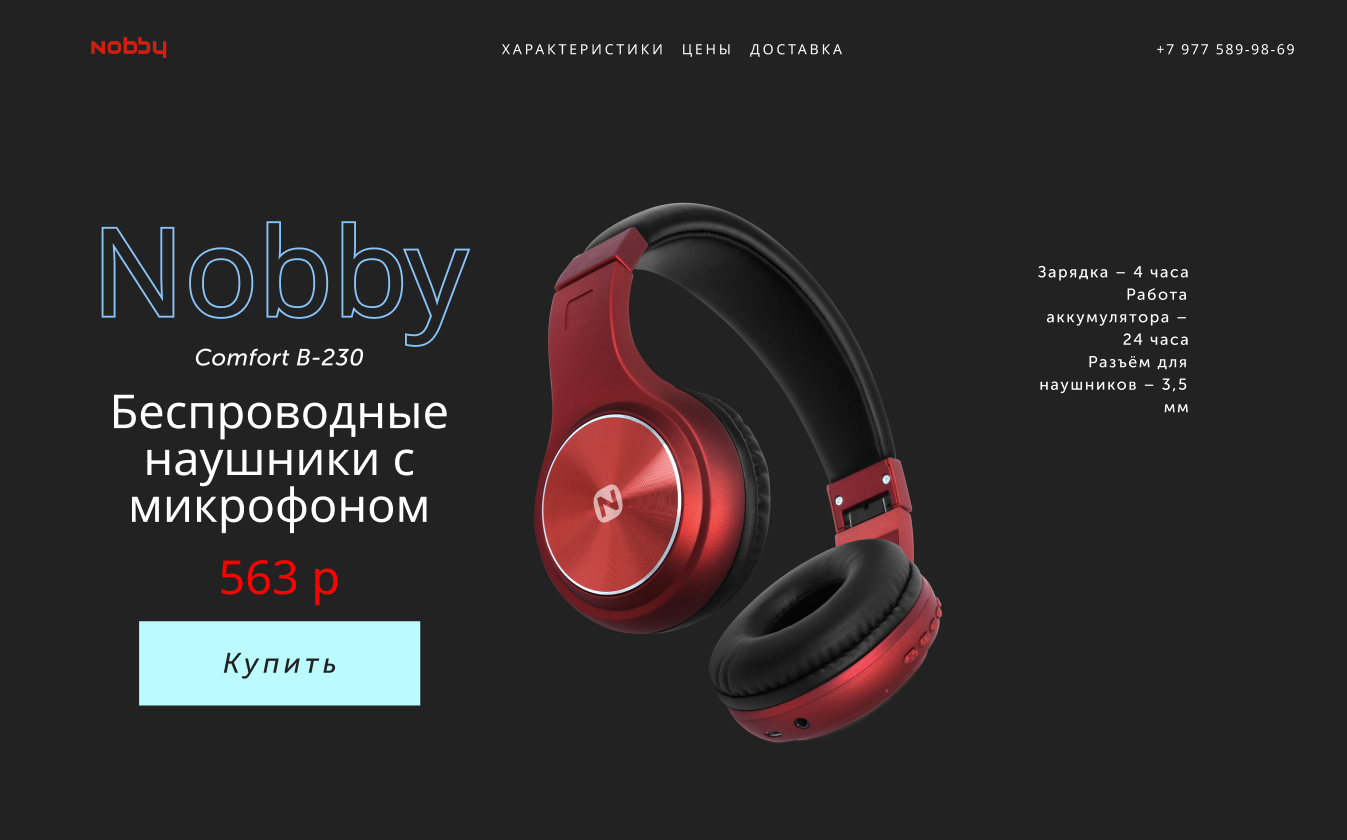 Nobby
ХАРАКТЕРИСТИКИ ЦЕНЫ ДОСТАВКА
+7 977 589-98-69
Nobby
Comfort B-230
Беспроводные
наушники с
микрофоном
563 р
Купить
Зарядка – 4 часа
Работа
аккумулятора –
24 часа
Разъём для
наушников – 3,5
мм
N